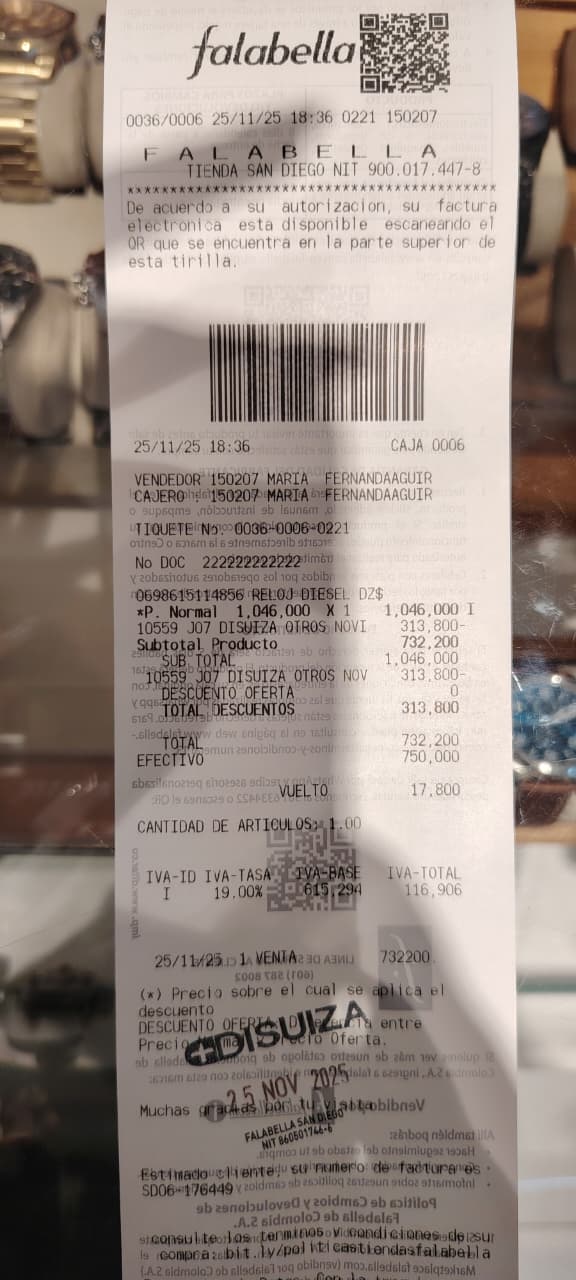 falabella
0036/0006 25/11/25 18:36 0221 150207
F A L A B E L L A
TIENDA SAN DIEGO NIT 900.017.447-8
*********************************************
De acuerdo a su autorizacion, su factura
electronica esta disponible escaneando el
QR que se encuentra en la parte superior de
esta tirilla.
25/11/25 18:36 CAJA 0006
VENDEDOR 150207 MARIA FERNANDAAGUIR
CAJERO : 150207 MARIA FERNANDAAGUIR
TIQUETE No. 0036-0006-0221
No DOC 222222222222
0698615114856 RELOJ DIESEL DZ$
*P. Normal 1,046,000 X 1 1,046,000 I
10559 J07 DISUIZA OTROS NOVI 313,800-
Subtotal Producto 732,200
SUB TOTAL 1,046,000
10559 J07 DISUIZA OTROS NOV 313,800-
DESCUENTO OFERTA 0
TOTAL DESCUENTOS 313,800
TOTAL 732,200
EFECTIVO 750,000
VUELTO 17,800
CANTIDAD DE ARTICULOS: 1.00
IVA-ID IVA-TASA IVA-BASE IVA-TOTAL
I 19.00% 615,294 116,906
25/11/25 1 VENTA 732200
(*) Precio sobre el cual se aplica el
descuento
DESCUENTO OFERTA: entre
Precio Oferta.
DISUIZA
25 NOV 2025
Muchas gracias por tu visita
FALABELLA SAN DIEGO
NIT 860501746-6
Estimado cliente, su numero de factura es
SD06-176449
consulte los terminos y condiciones de su
compra: bit.ly/politicastiendasfalabella